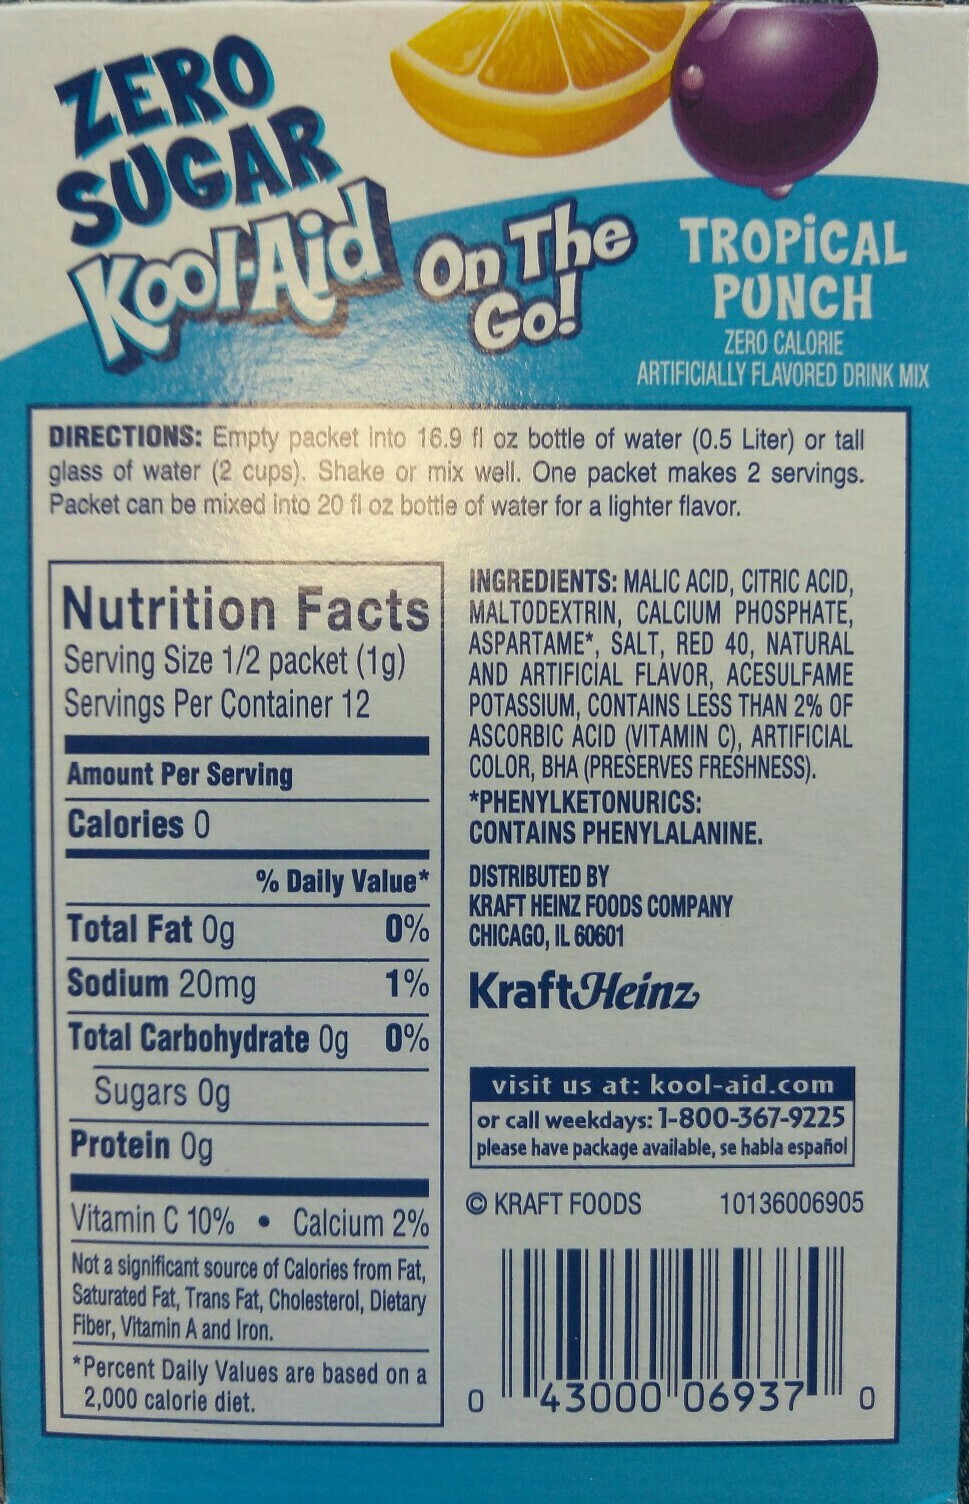 ZERO
SUGAR
Kool-Aid
On The
Go!
TROPiCAL
PUNCH
ZERO CALORIE
ARTIFICIALLY FLAVORED DRINK MIX
DIRECTIONS: Empty packet into 16.9 fl oz bottle of water (0.5 Liter) or tall
glass of water (2 cups). Shake or mix well. One packet makes 2 servings.
Packet can be mixed into 20 fl oz bottle of water for a lighter flavor.
Nutrition Facts
Serving Size 1/2 packet (1g)
Servings Per Container 12
Amount Per Serving
Calories 0
% Daily Value*
Total Fat 0g 0%
Sodium 20mg 1%
Total Carbohydrate 0g 0%
Sugars 0g
Protein 0g
Vitamin C 10% • Calcium 2%
Not a significant source of Calories from Fat,
Saturated Fat, Trans Fat, Cholesterol, Dietary
Fiber, Vitamin A and Iron.
*Percent Daily Values are based on a
2,000 calorie diet.
INGREDIENTS: MALIC ACID, CITRIC ACID,
MALTODEXTRIN, CALCIUM PHOSPHATE,
ASPARTAME*, SALT, RED 40, NATURAL
AND ARTIFICIAL FLAVOR, ACESULFAME
POTASSIUM, CONTAINS LESS THAN 2% OF
ASCORBIC ACID (VITAMIN C), ARTIFICIAL
COLOR, BHA (PRESERVES FRESHNESS).
*PHENYLKETONURICS:
CONTAINS PHENYLALANINE.
DISTRIBUTED BY
KRAFT HEINZ FOODS COMPANY
CHICAGO, IL 60601
KraftHeinz
visit us at: kool-aid.com
or call weekdays: 1-800-367-9225
please have package available, se habla español
© KRAFT FOODS 10136006905
0 43000 06937 0